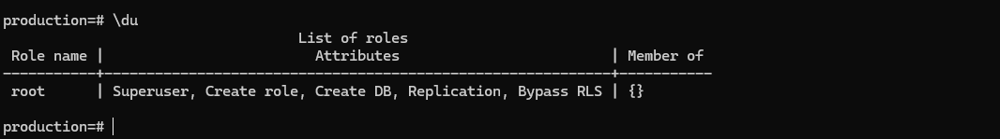 production=# \du
List of roles
Role name | Attributes | Member of
-----------+------------------------------------------------------------+-----------
root | Superuser, Create role, Create DB, Replication, Bypass RLS | {}
production=#